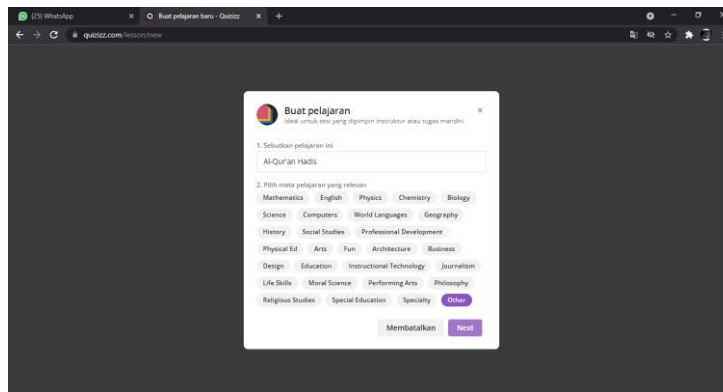 (25) WhatsApp
Buat pelajaran baru - Quizizz
quizizz.com/lesson/new
Buat pelajaran
Ideal untuk sesi yang dipimpin instruktur atau tugas mandiri.
1. Sebutkan pelajaran ini
Al-Qur'an Hadis
2. Pilih mata pelajaran yang relevan
Mathematics English Physics Chemistry Biology
Science Computers World Languages Geography
History Social Studies Professional Development
Physical Ed Arts Fun Architecture Business
Design Education Instructional Technology Journalism
Life Skills Moral Science Performing Arts Philosophy
Religious Studies Special Education Specialty Other
Membatalkan Next